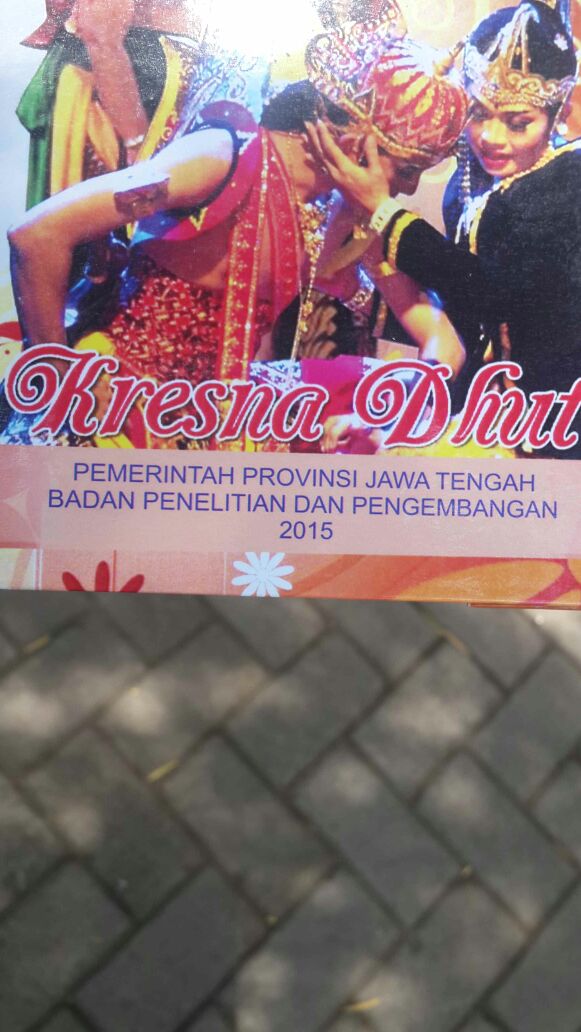 Kresna Dhut
PEMERINTAH PROVINSI JAWA TENGAH
BADAN PENELITIAN DAN PENGEMBANGAN
2015